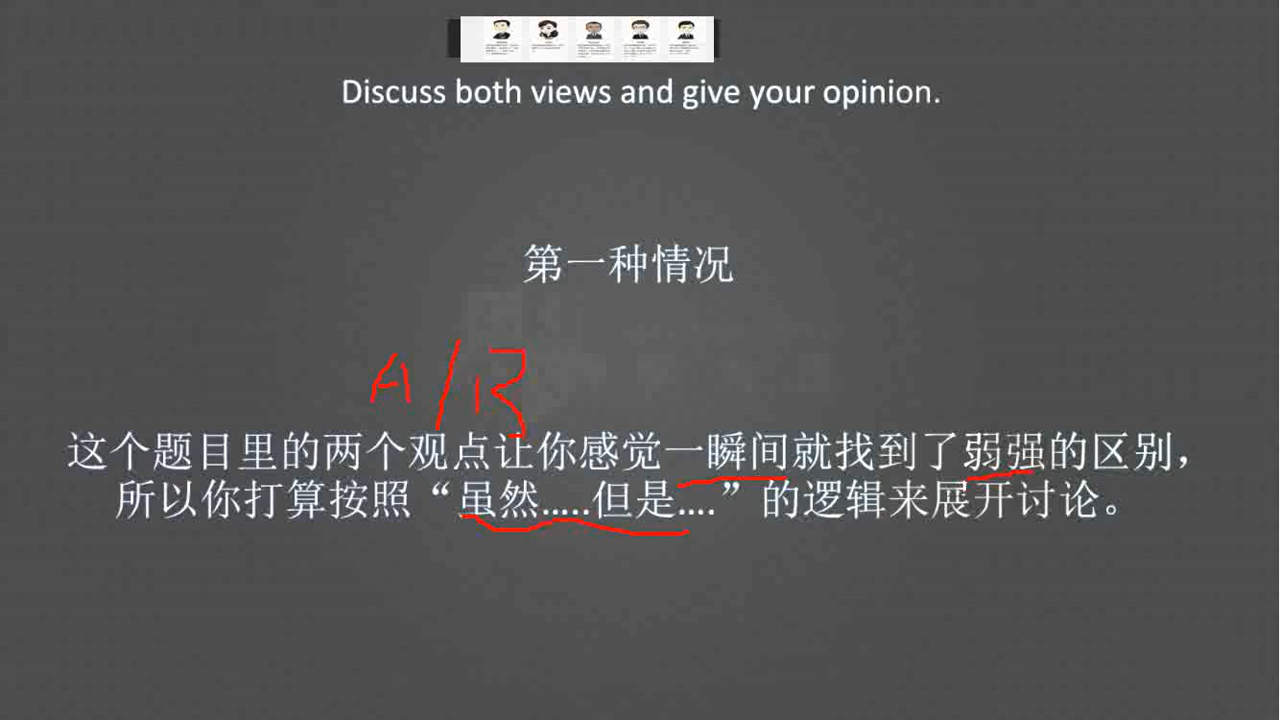 Discuss both views and give your opinion.
第一种情况
A/B
这个题目里的两个观点让你感觉一瞬间就找到了弱强的区别，
所以你打算按照“虽然.....但是....”的逻辑来展开讨论。